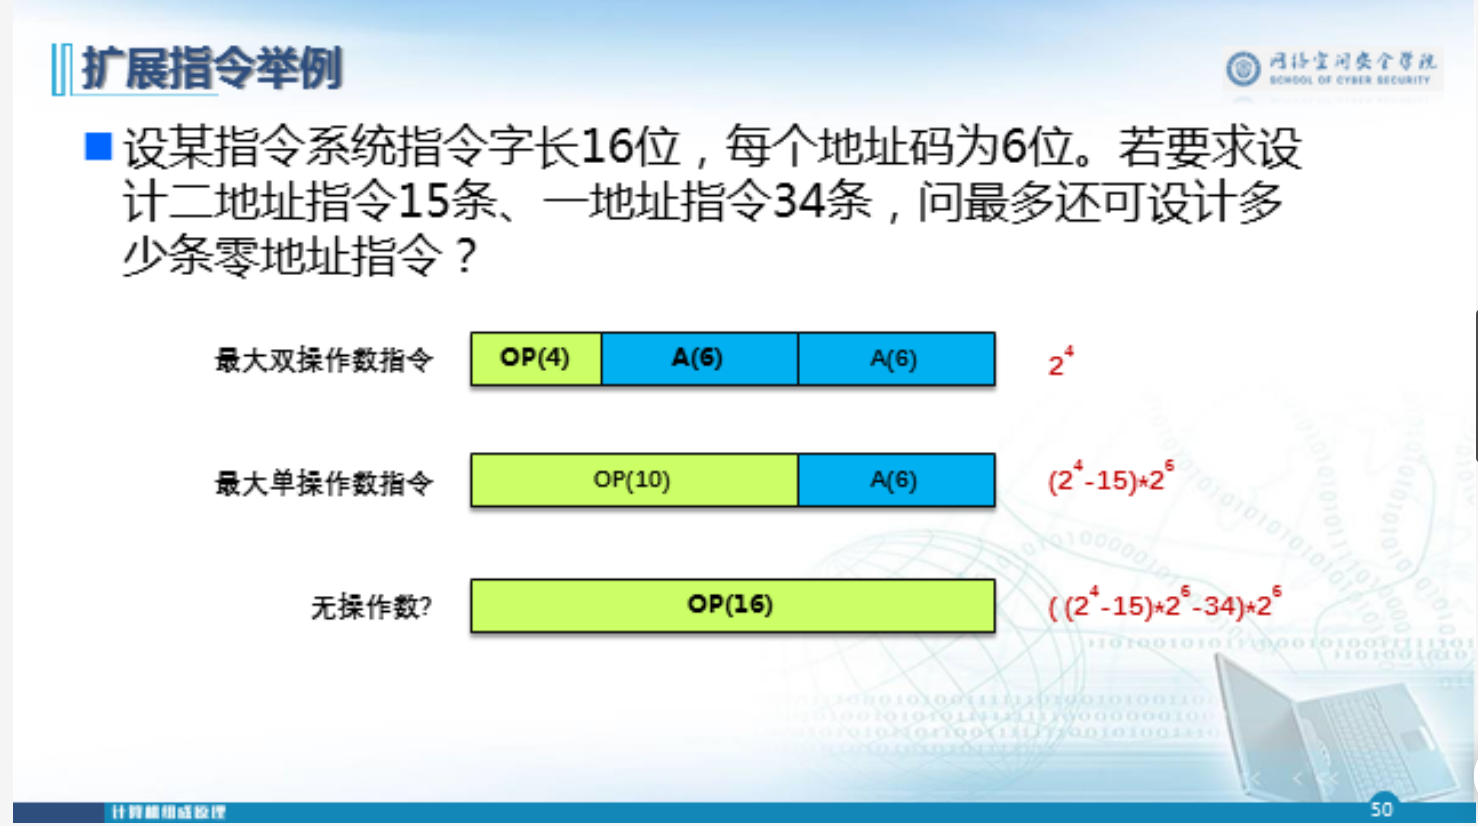 扩展指令举例
网络空间安全学院
SCHOOL OF CYBER SECURITY
设某指令系统指令字长16位，每个地址码为6位。若要求设
计二地址指令15条、一地址指令34条，问最多还可设计多
少条零地址指令？
最大双操作数指令 OP(4) A(6) A(6) 2^4
最大单操作数指令 OP(10) A(6) (2^4-15)*2^6
无操作数? OP(16) ( (2^4-15)*2^6-34)*2^6
计算机组成原理
50